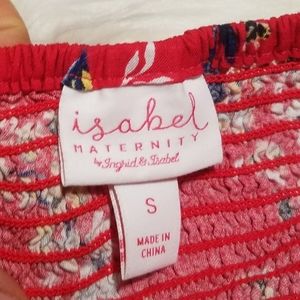 isabel
MATERNITY
by Ingrid & Isabel
S
MADE IN
CHINA